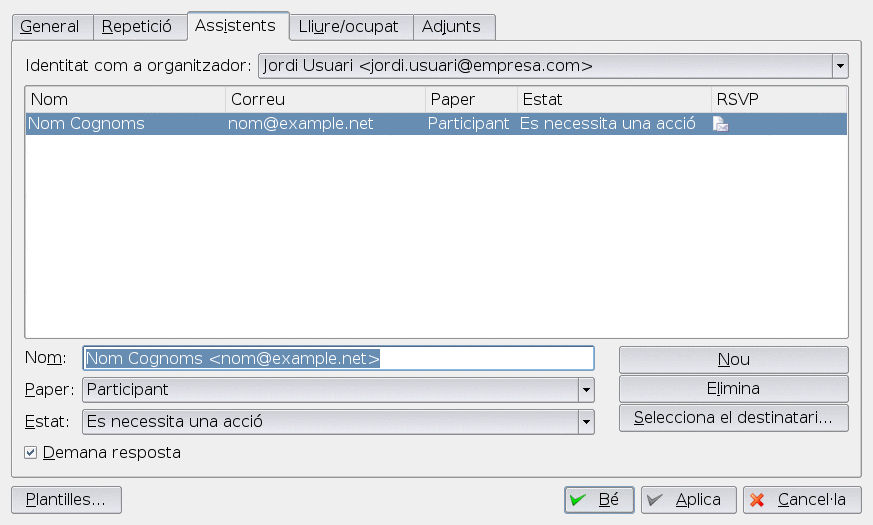 General Repetició Assistents Lliure/ocupat Adjunts
Identitat com a organitzador: Jordi Usuari <jordi.usuari@empresa.com>
Nom Correu Paper Estat RSVP
Nom Cognoms nom@example.net Participant Es necessita una acció
Nom: Nom Cognoms <nom@example.net> Nou
Paper: Participant Elimina
Estat: Es necessita una acció Selecciona el destinatari...
Demana resposta
Plantilles... Bé Aplica Cancel·la